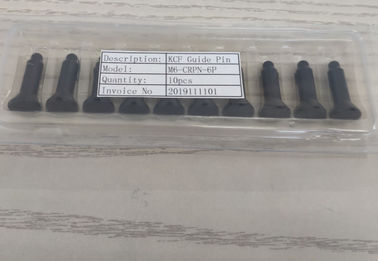 Description: KCF Guide Pin
Model: M6-CRPN-6P
Quantity: 10pcs
Invoice No 2019111101